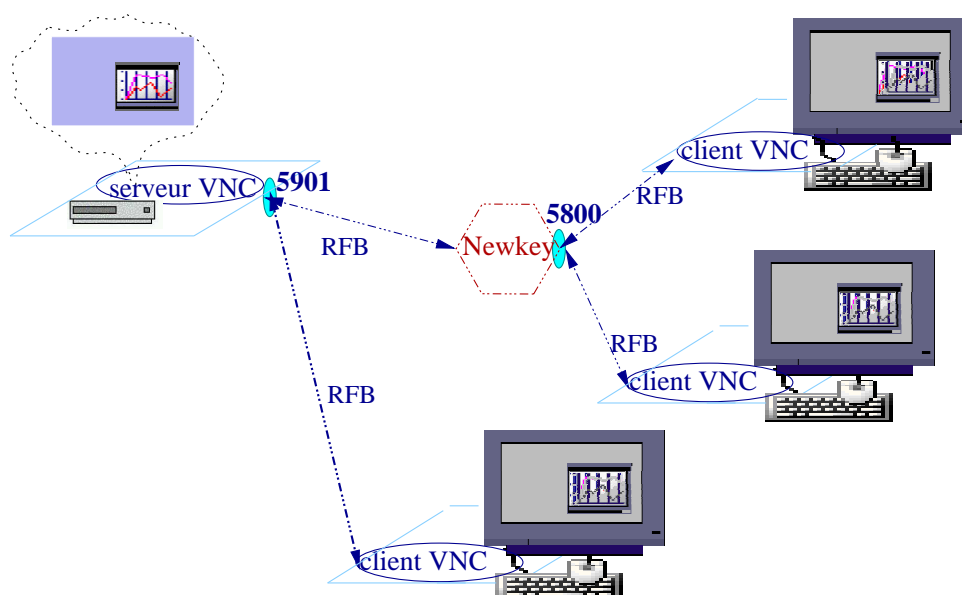 client VNC
5901
serveur VNC
RFB
5800
RFB
Newkey
RFB
client VNC
RFB
client VNC